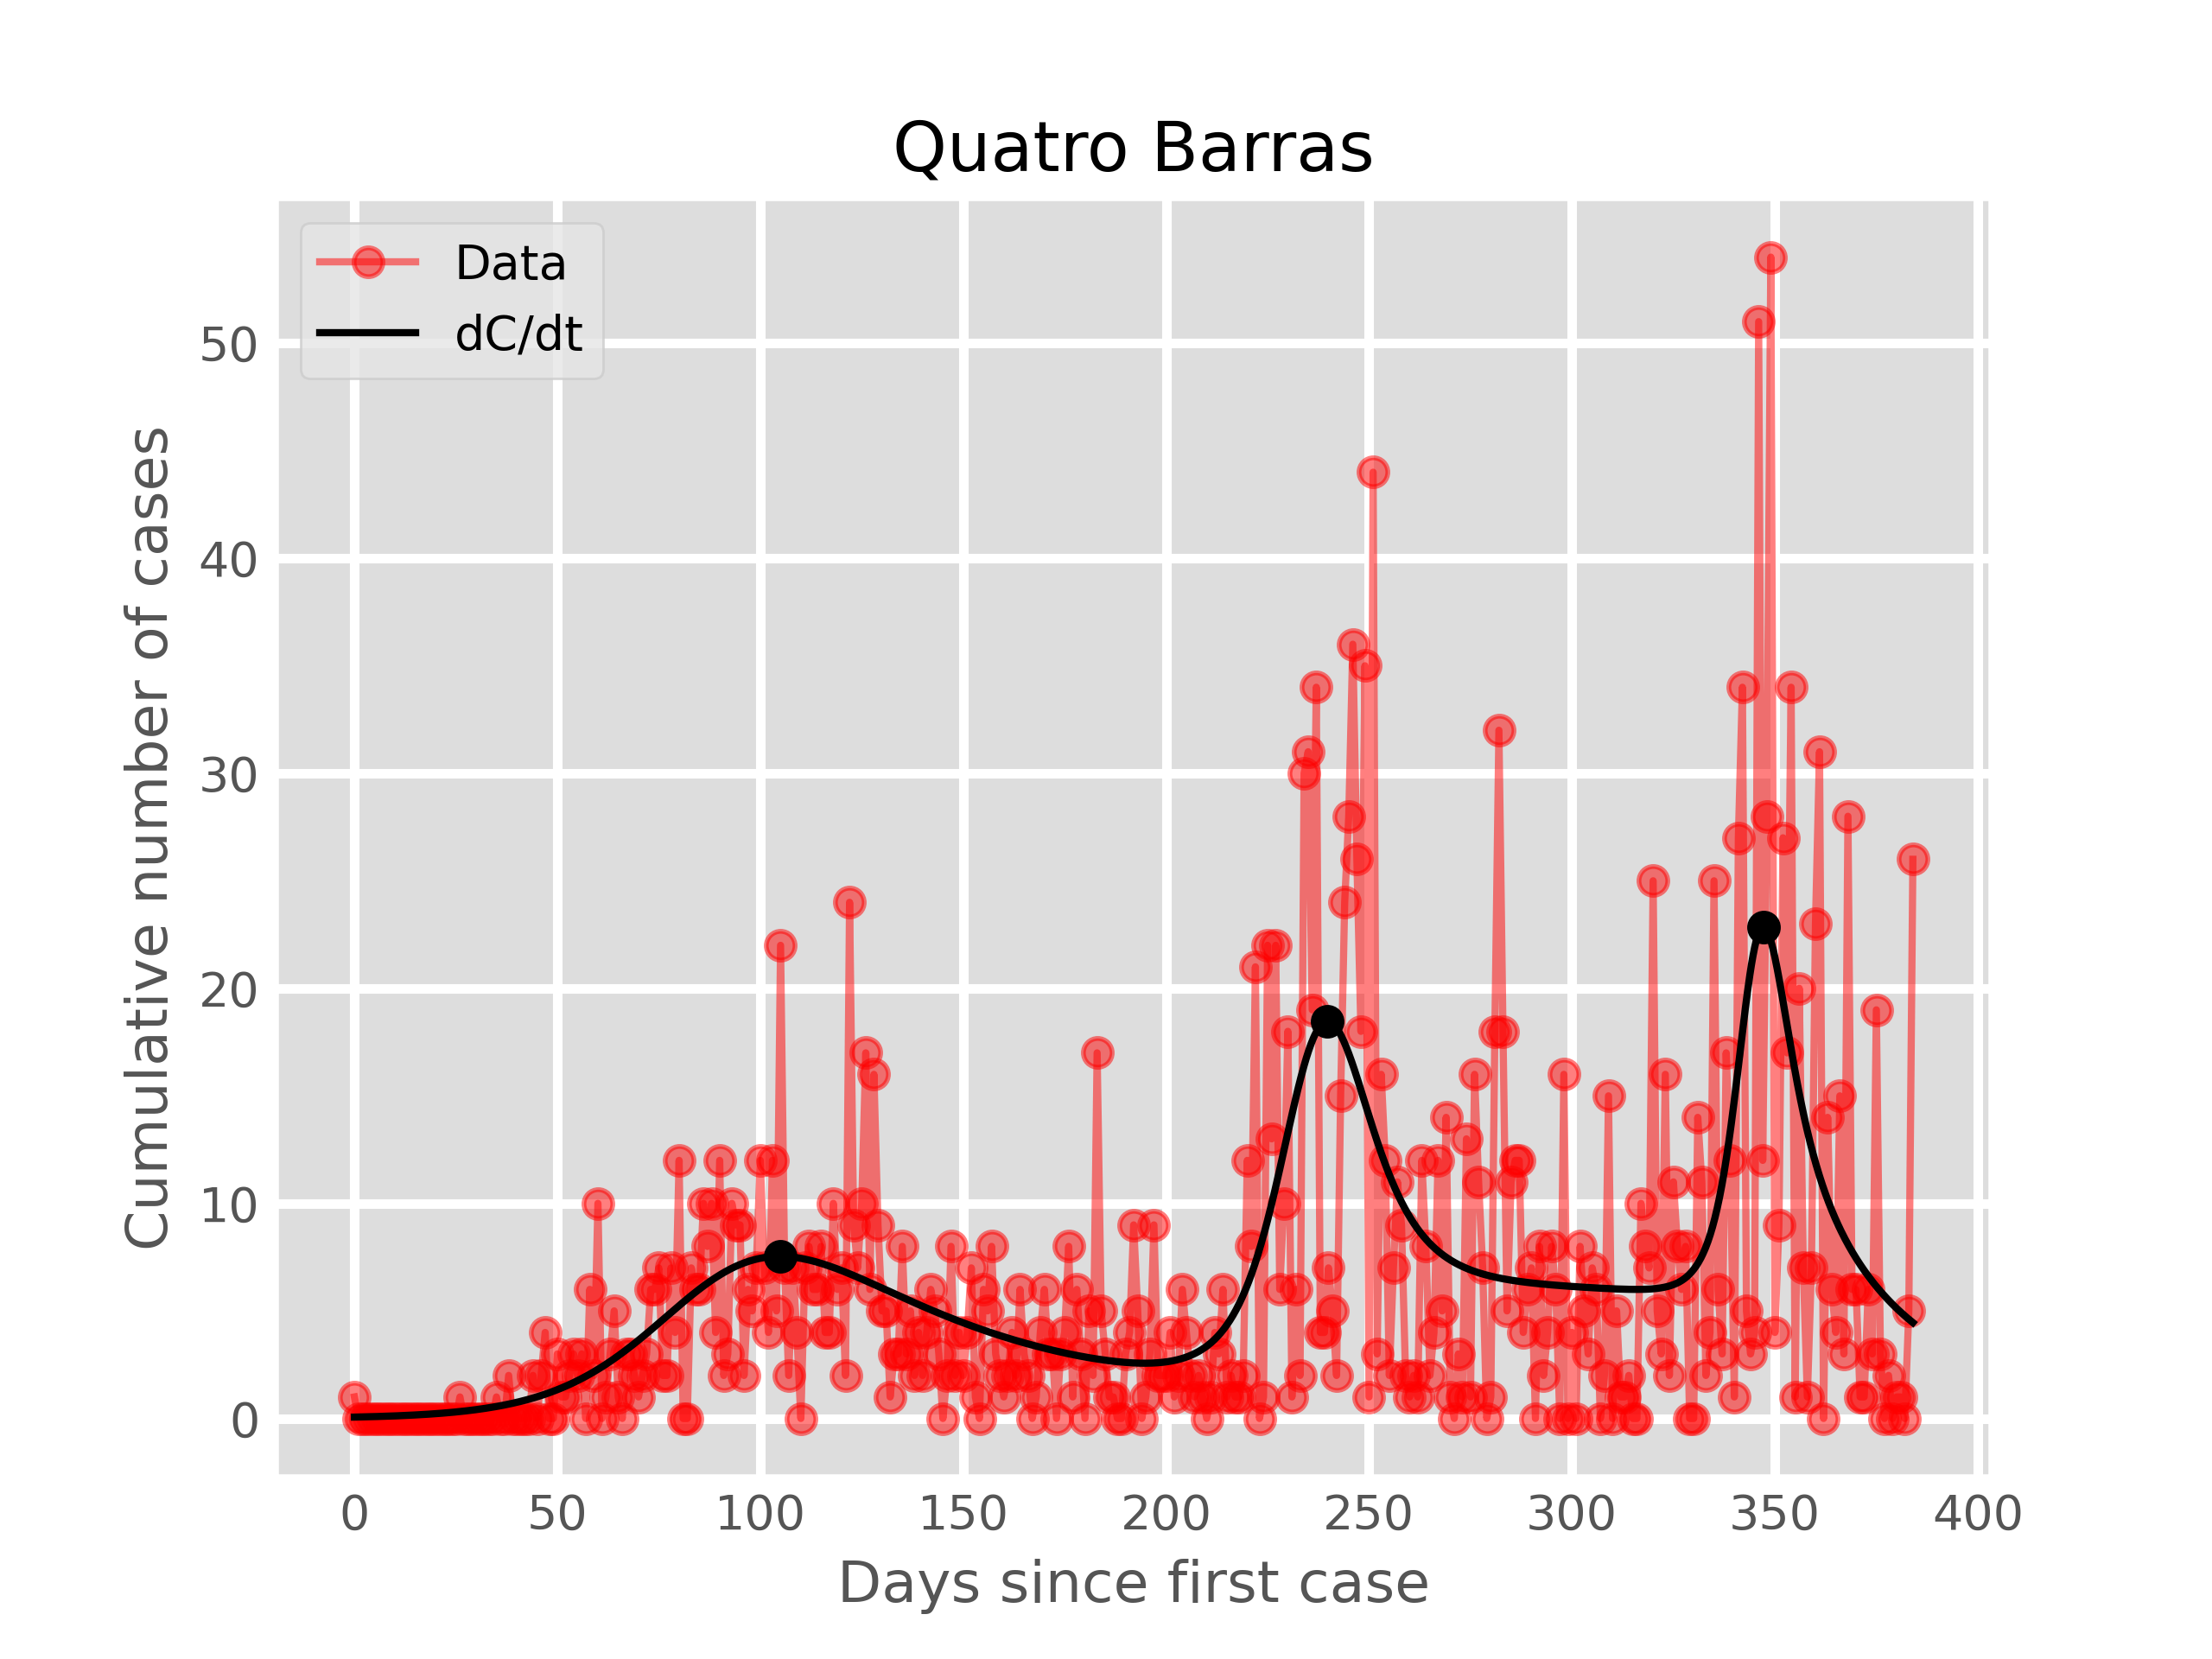 Quatro Barras
Data
dC/dt
Cumulative number of cases
50
40
30
20
10
0
0 50 100 150 200 250 300 350 400
Days since first case